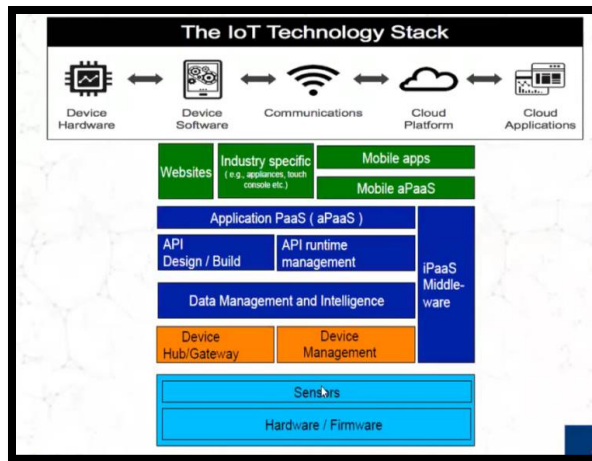 The IoT Technology Stack
Device
Hardware
Device
Software
Communications
Cloud
Platform
Cloud
Applications
Websites
Industry specific
( e.g., appliances, touch
console etc.)
Mobile apps
Mobile aPaaS
Application PaaS ( aPaaS )
API
Design / Build
API runtime
management
iPaaS
Middle-
ware
Data Management and Intelligence
Device
Hub/Gateway
Device
Management
Sensors
Hardware / Firmware